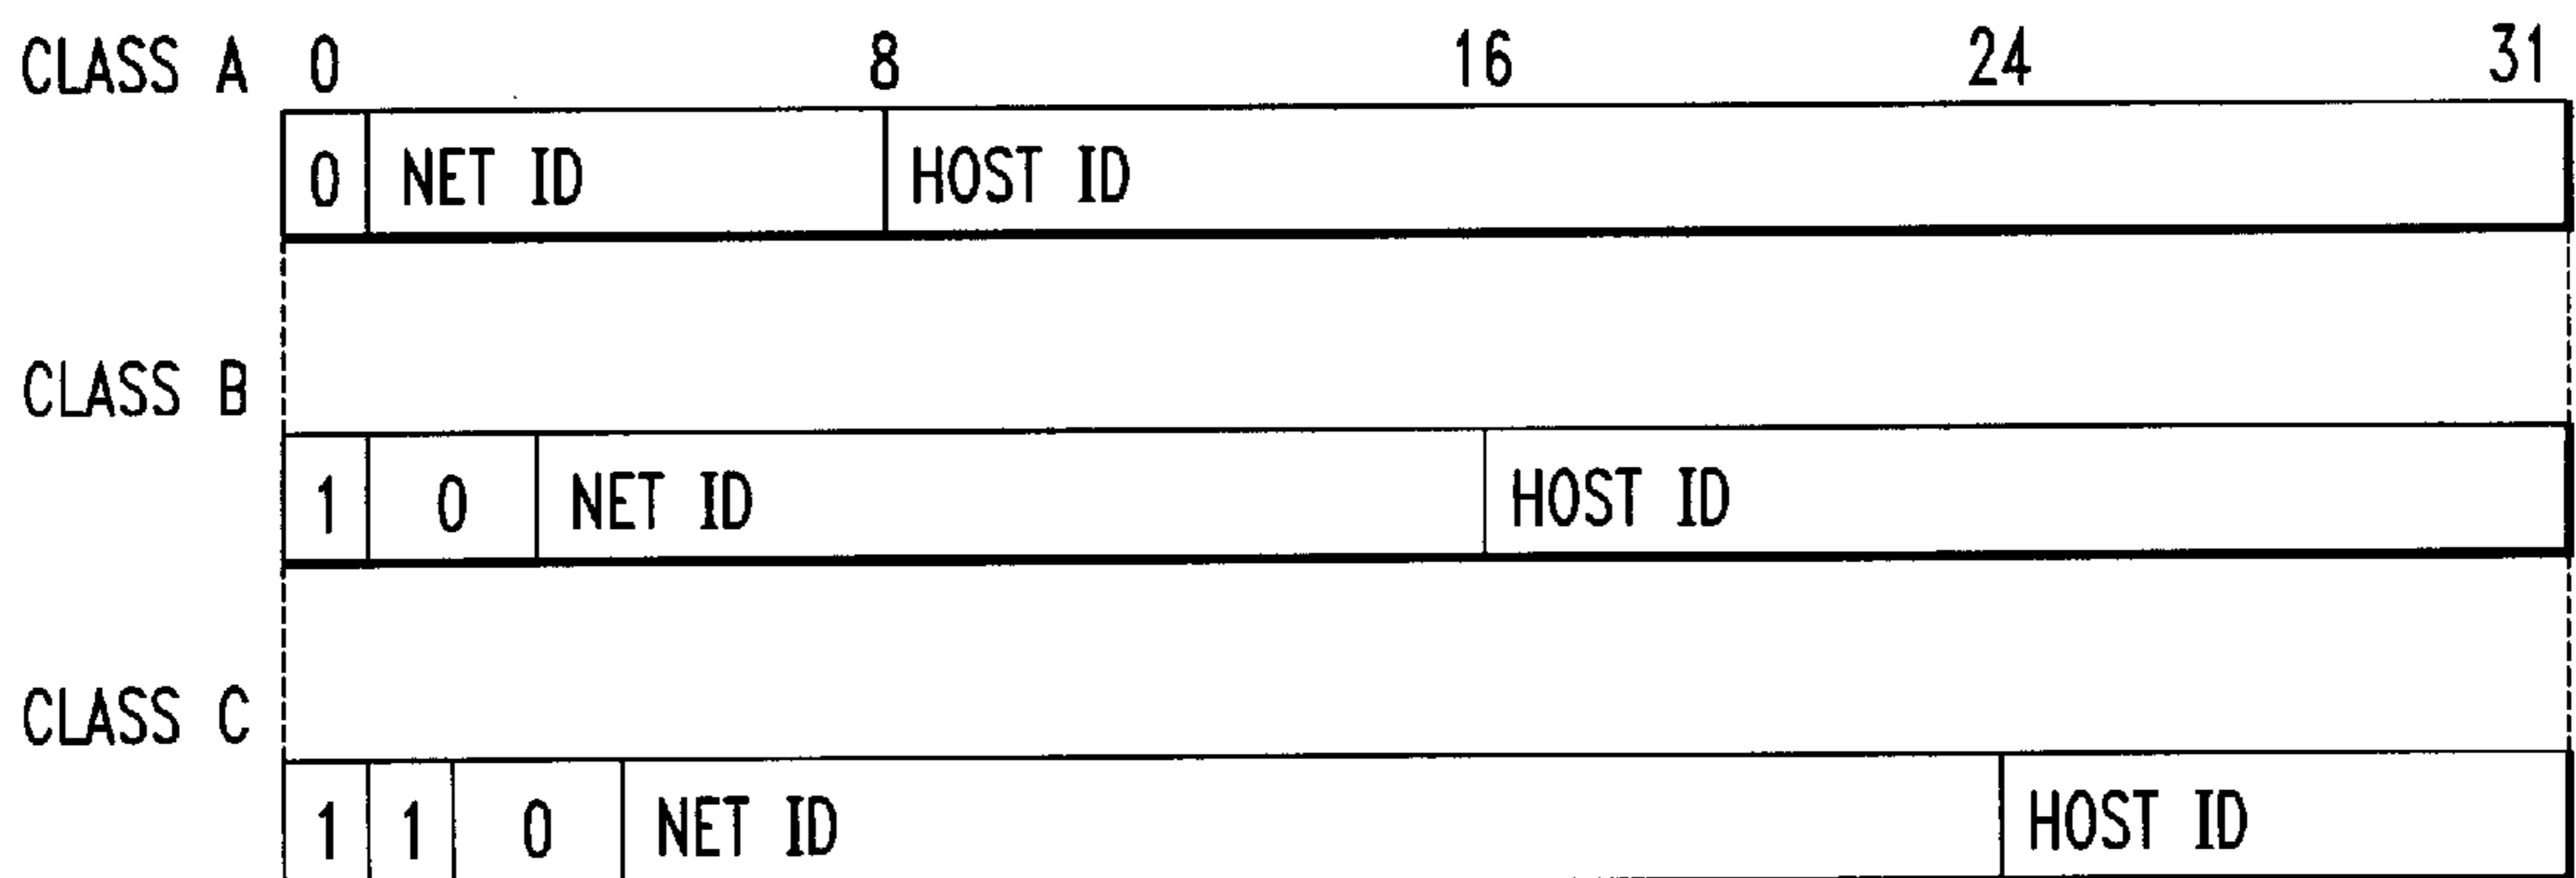 CLASS A 0 8 16 24 31
0 NET ID HOST ID
CLASS B
1 0 NET ID HOST ID
CLASS C
1 1 0 NET ID HOST ID